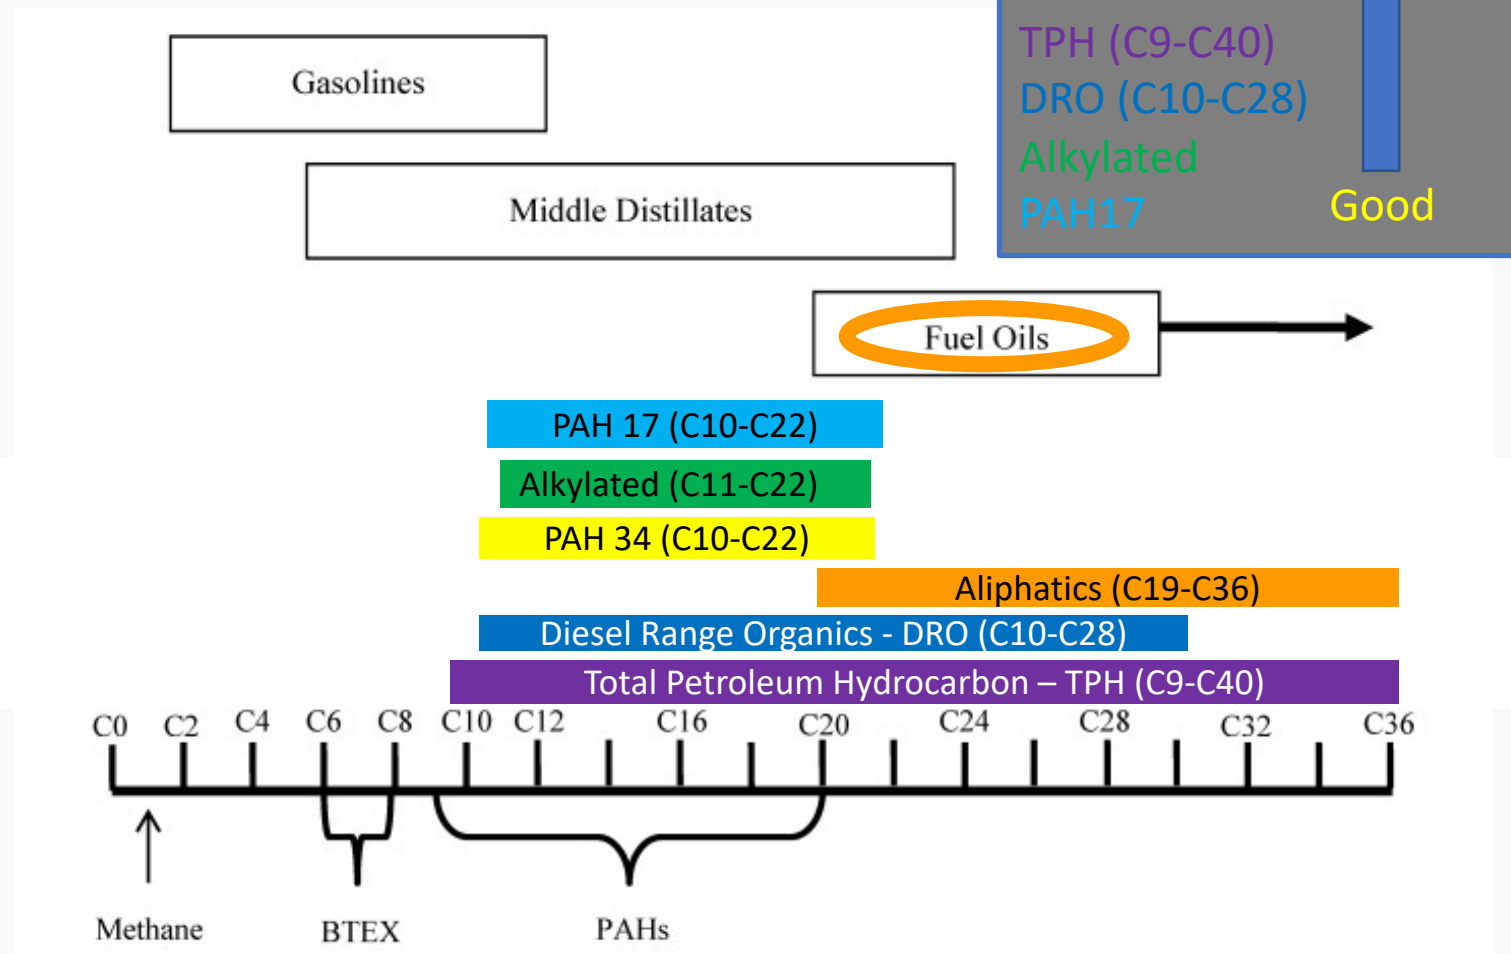 TPH (C9-C40)
DRO (C10-C28)
Alkylated
PAH17
Good
Gasolines
Middle Distillates
Fuel Oils
PAH 17 (C10-C22)
Alkylated (C11-C22)
PAH 34 (C10-C22)
Aliphatics (C19-C36)
Diesel Range Organics - DRO (C10-C28)
Total Petroleum Hydrocarbon – TPH (C9-C40)
C0 C2 C4 C6 C8 C10 C12 C16 C20 C24 C28 C32 C36
Methane BTEX PAHs